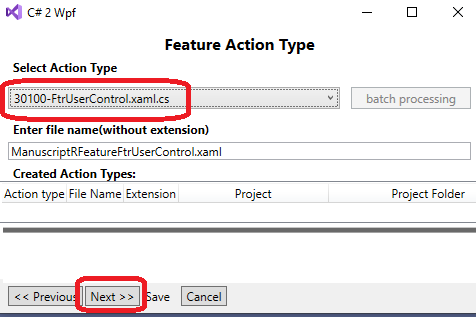 C# 2 Wpf
Feature Action Type
Select Action Type
30100-FtrUserControl.xaml.cs
batch processing
Enter file name(without extension)
ManuscriptRFeatureFtrUserControl.xaml
Created Action Types:
Action type File Name Extension Project Project Folder
<< Previous Next >> Save Cancel